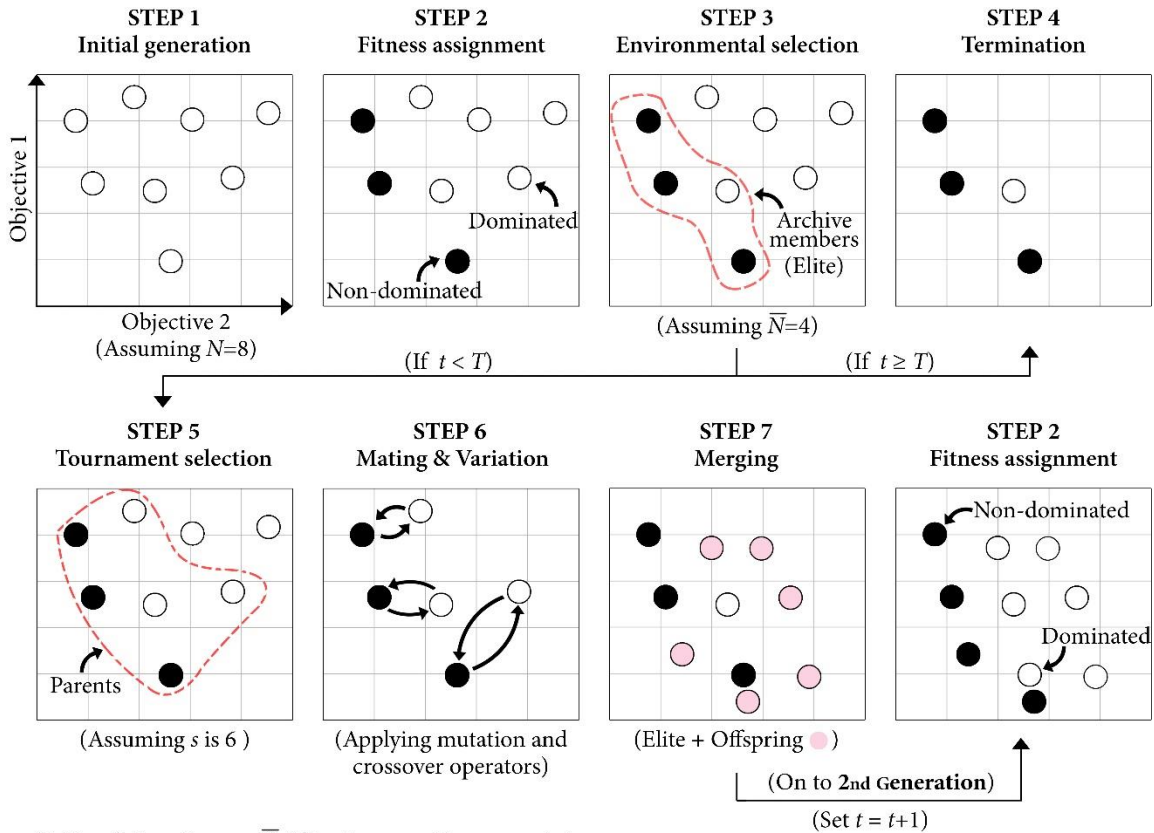 STEP 1
Initial generation
STEP 2
Fitness assignment
STEP 3
Environmental selection
STEP 4
Termination
Objective 1
Objective 2
(Assuming N=8)
Dominated
Non-dominated
Archive
members
(Elite)
(Assuming N̅=4)
(If t < T)
(If t ≥ T)
STEP 5
Tournament selection
STEP 6
Mating & Variation
STEP 7
Merging
STEP 2
Fitness assignment
Parents
(Assuming s is 6 )
(Applying mutation and
crossover operators)
(Elite + Offspring )
Non-dominated
Dominated
(On to 2nd Generation)
(Set t = t+1)